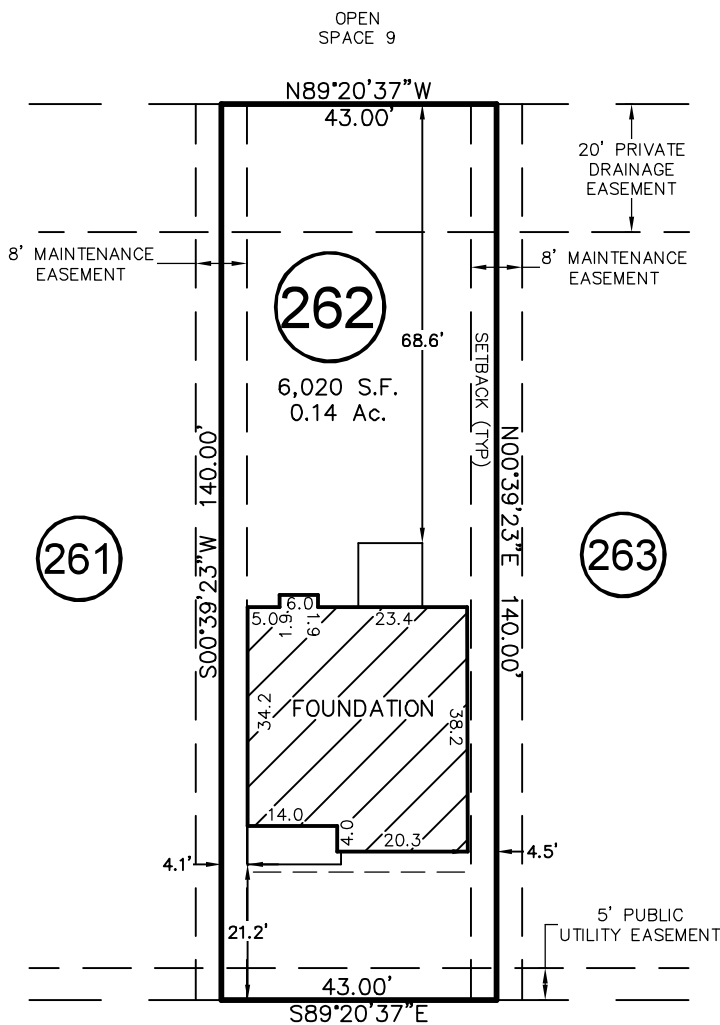 OPEN
SPACE 9
N89°20'37"W
43.00'
20' PRIVATE
DRAINAGE
EASEMENT
8' MAINTENANCE
EASEMENT
8' MAINTENANCE
EASEMENT
262
68.6'
6,020 S.F.
0.14 Ac.
SETBACK (TYP)
S00°39'23"W 140.00'
N00°39'23"E 140.00'
261
263
6.0
5.0
1.9
1.9
23.4
34.2
FOUNDATION
38.2
14.0
4.0
20.3
4.1'
4.5'
21.2'
5' PUBLIC
UTILITY EASEMENT
43.00'
S89°20'37"E